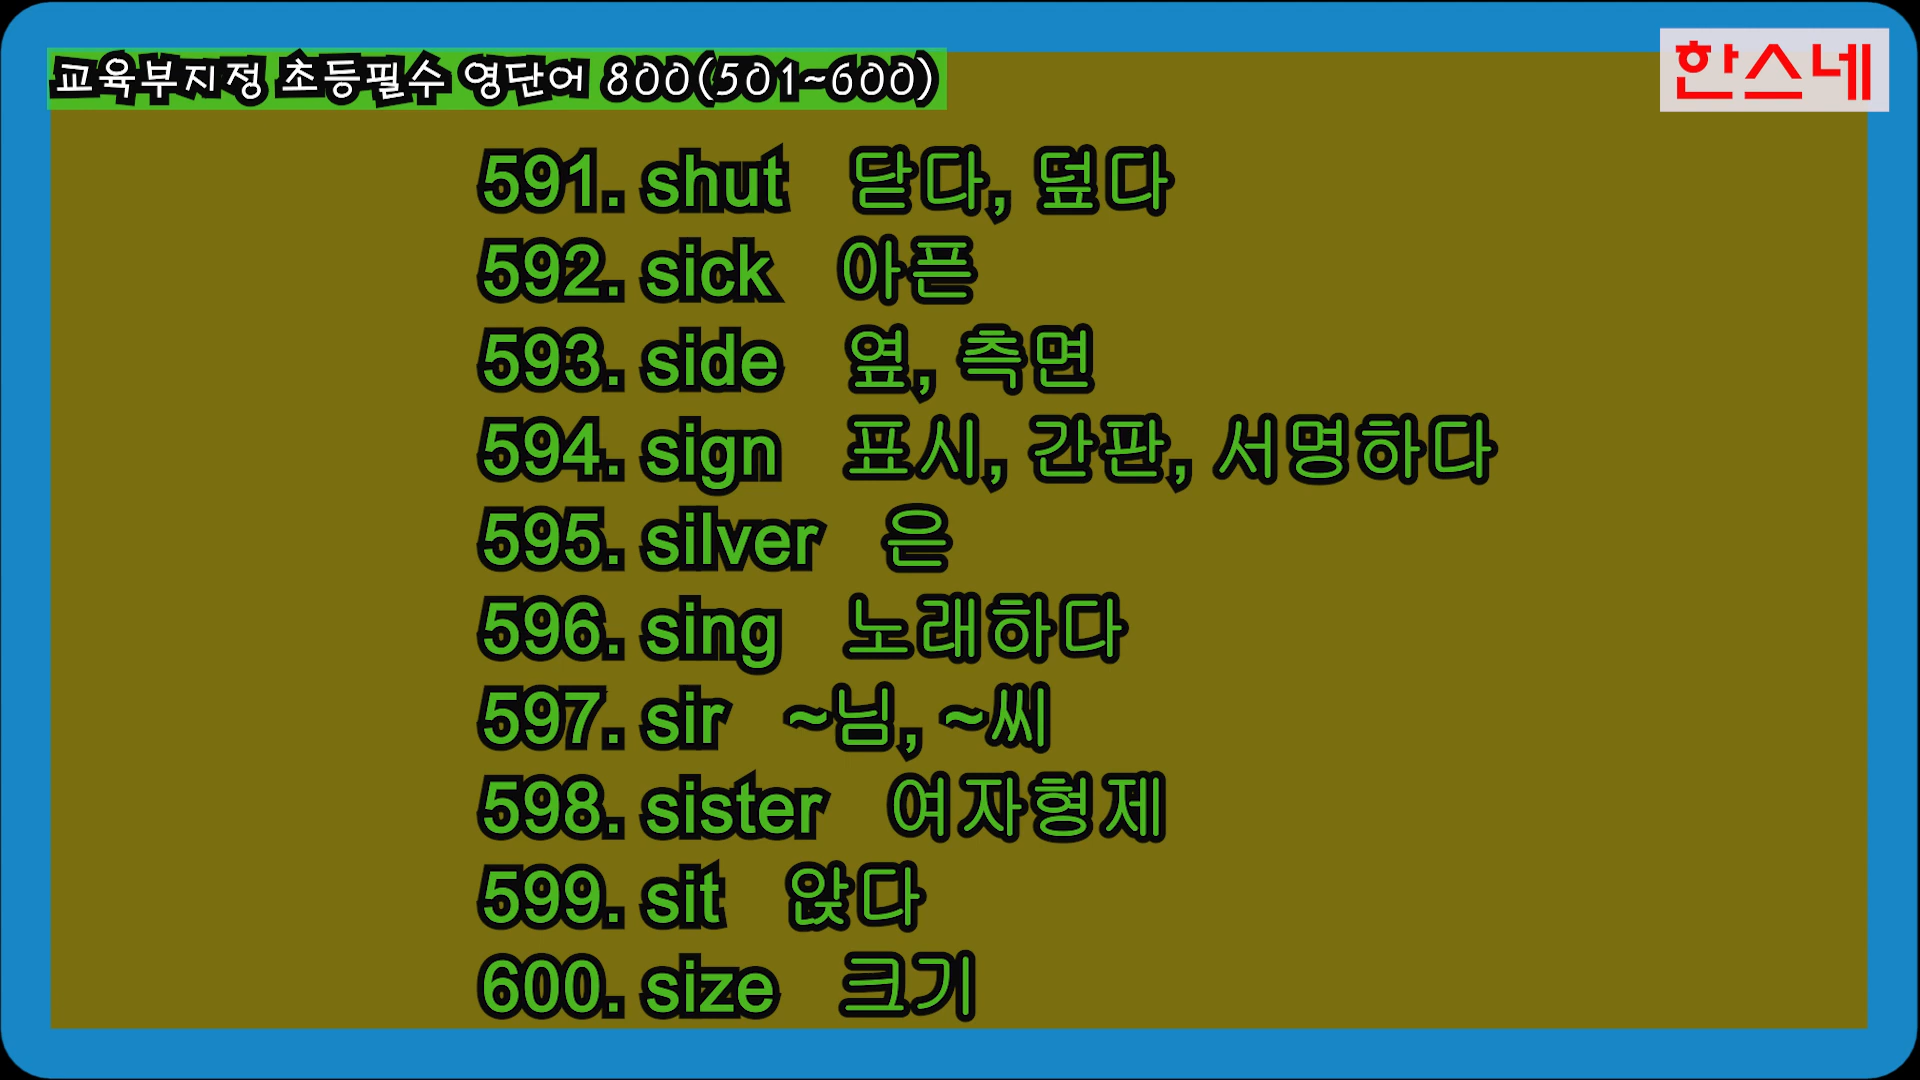 교육부지정 초등필수 영단어 800(501~600)
한스네
591. shut 닫다, 덮다
592. sick 아픈
593. side 옆, 측면
594. sign 표시, 간판, 서명하다
595. silver 은
596. sing 노래하다
597. sir ~님, ~씨
598. sister 여자형제
599. sit 앉다
600. size 크기